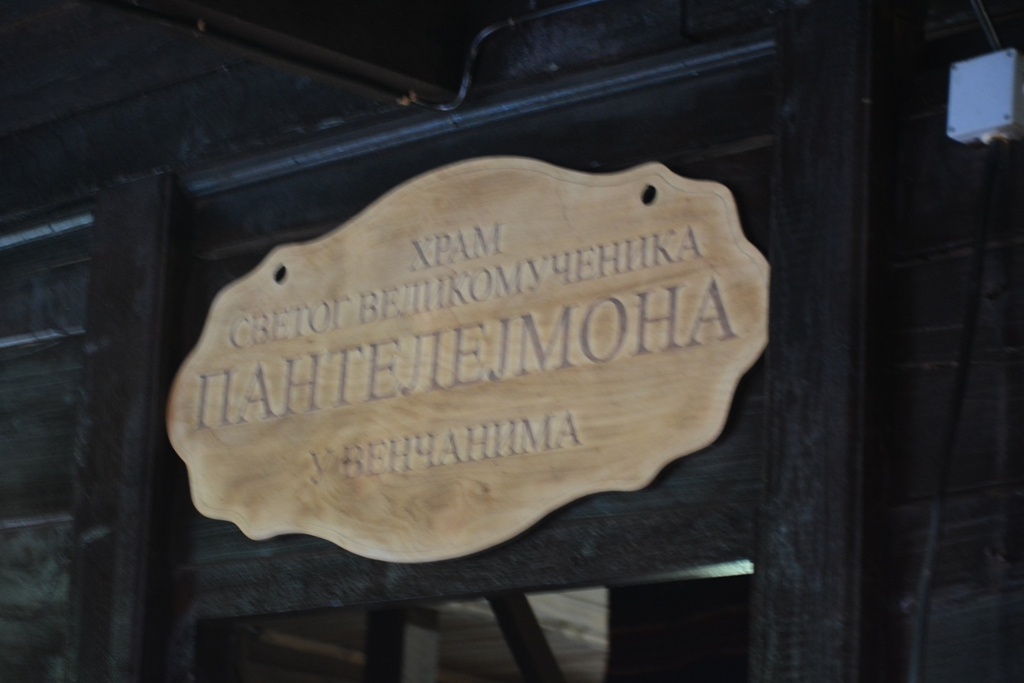 ХРАМ
СВЕТОГ ВЕЛИКОМУЧЕНИКА
ПАНТЕЛЕЈМОНА
У ВЕНЧАНИМА